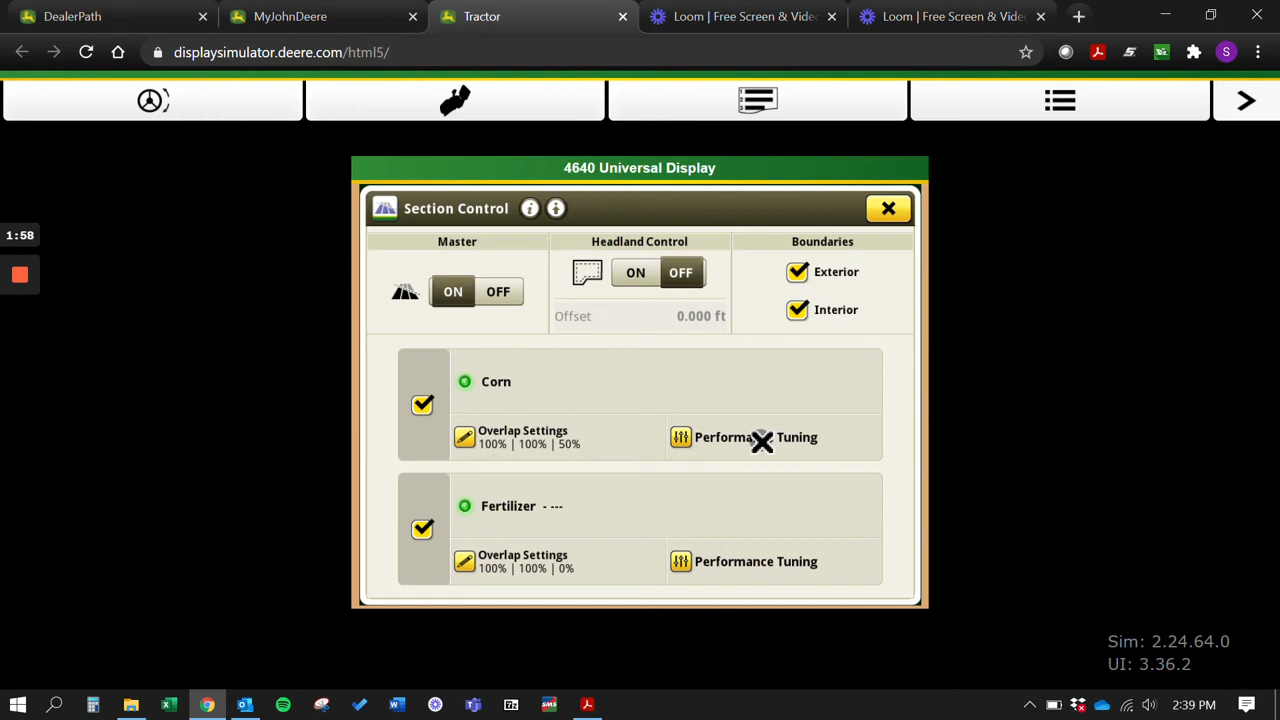 DealerPath
MyJohnDeere
Tractor
Loom | Free Screen & Vide
Loom | Free Screen & Vide
displaysimulator.deere.com/html5/
S
4640 Universal Display
1:58
Section Control
Master
Headland Control
Boundaries
ON
OFF
ON
OFF
Exterior
Offset
0.000 ft
Interior
Corn
Overlap Settings
100% | 100% | 50%
Performa Tuning
Fertilizer - ---
Overlap Settings
100% | 100% | 0%
Performance Tuning
Sim: 2.24.64.0
UI: 3.36.2
2:39 PM